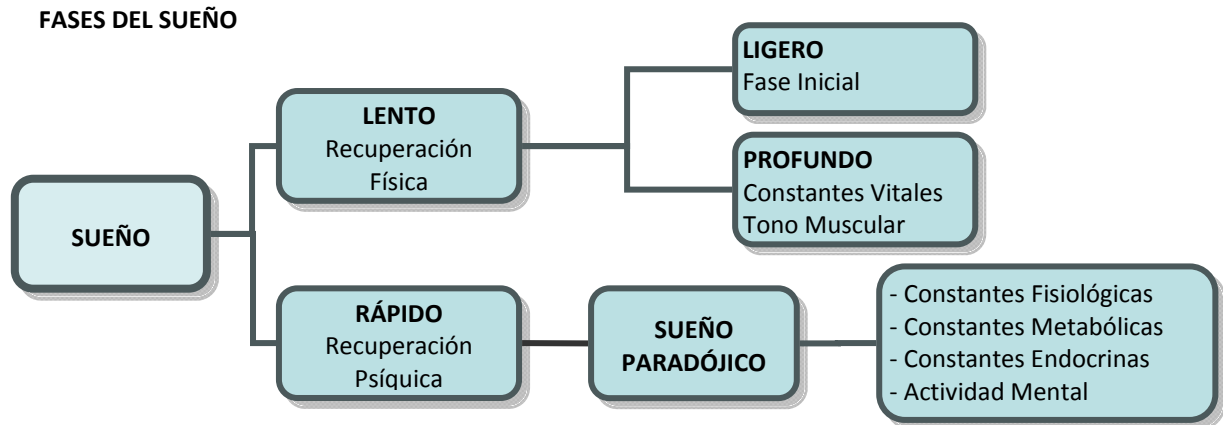 FASES DEL SUEÑO
SUEÑO
LENTO
Recuperación
Física
LIGERO
Fase Inicial
PROFUNDO
Constantes Vitales
Tono Muscular
RÁPIDO
Recuperación
Psíquica
SUEÑO
PARADÓJICO
- Constantes Fisiológicas
- Constantes Metabólicas
- Constantes Endocrinas
- Actividad Mental